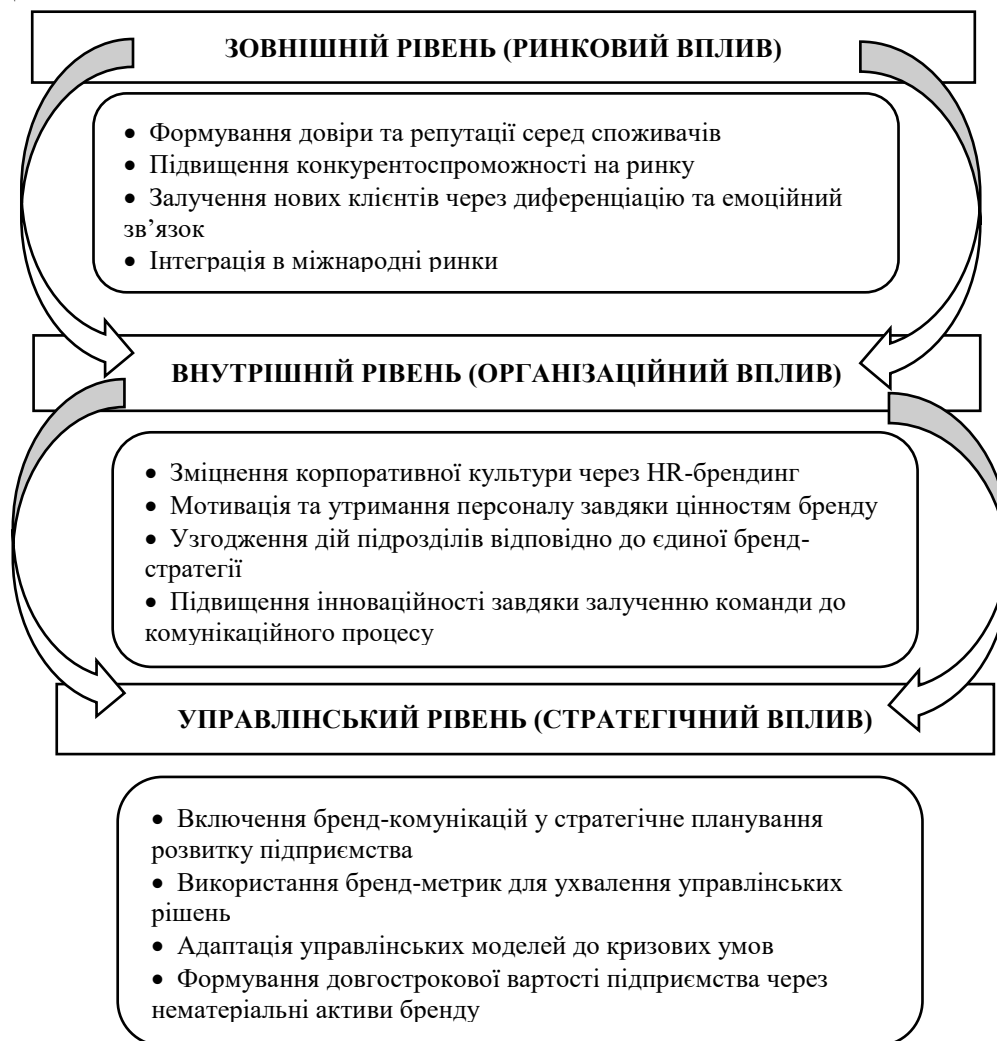 ЗОВНІШНІЙ РІВЕНЬ (РИНКОВИЙ ВПЛИВ)
• Формування довіри та репутації серед споживачів
• Підвищення конкурентоспроможності на ринку
• Залучення нових клієнтів через диференціацію та емоційний
зв’язок
• Інтеграція в міжнародні ринки
ВНУТРІШНІЙ РІВЕНЬ (ОРГАНІЗАЦІЙНИЙ ВПЛИВ)
• Зміцнення корпоративної культури через HR-брендинг
• Мотивація та утримання персоналу завдяки цінностям бренду
• Узгодження дій підрозділів відповідно до єдиної бренд-
стратегії
• Підвищення інноваційності завдяки залученню команди до
комунікаційного процесу
УПРАВЛІНСЬКИЙ РІВЕНЬ (СТРАТЕГІЧНИЙ ВПЛИВ)
• Включення бренд-комунікацій у стратегічне планування
розвитку підприємства
• Використання бренд-метрик для ухвалення управлінських
рішень
• Адаптація управлінських моделей до кризових умов
• Формування довгострокової вартості підприємства через
нематеріальні активи бренду